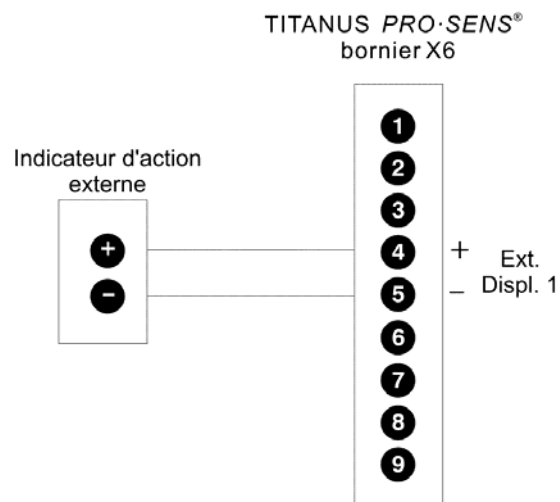 TITANUS PRO·SENS®
bornier X6
Indicateur d'action
externe
+
−
1
2
3
4
5
6
7
8
9
+
−
Ext.
Displ. 1